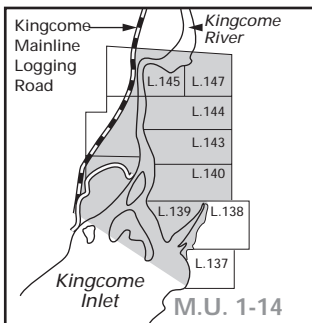 Kingcome
Mainline
Logging
Road
Kingcome
River
L.145
L.147
L.144
L.143
L.140
L.139
L.138
L.137
Kingcome
Inlet
M.U. 1-14